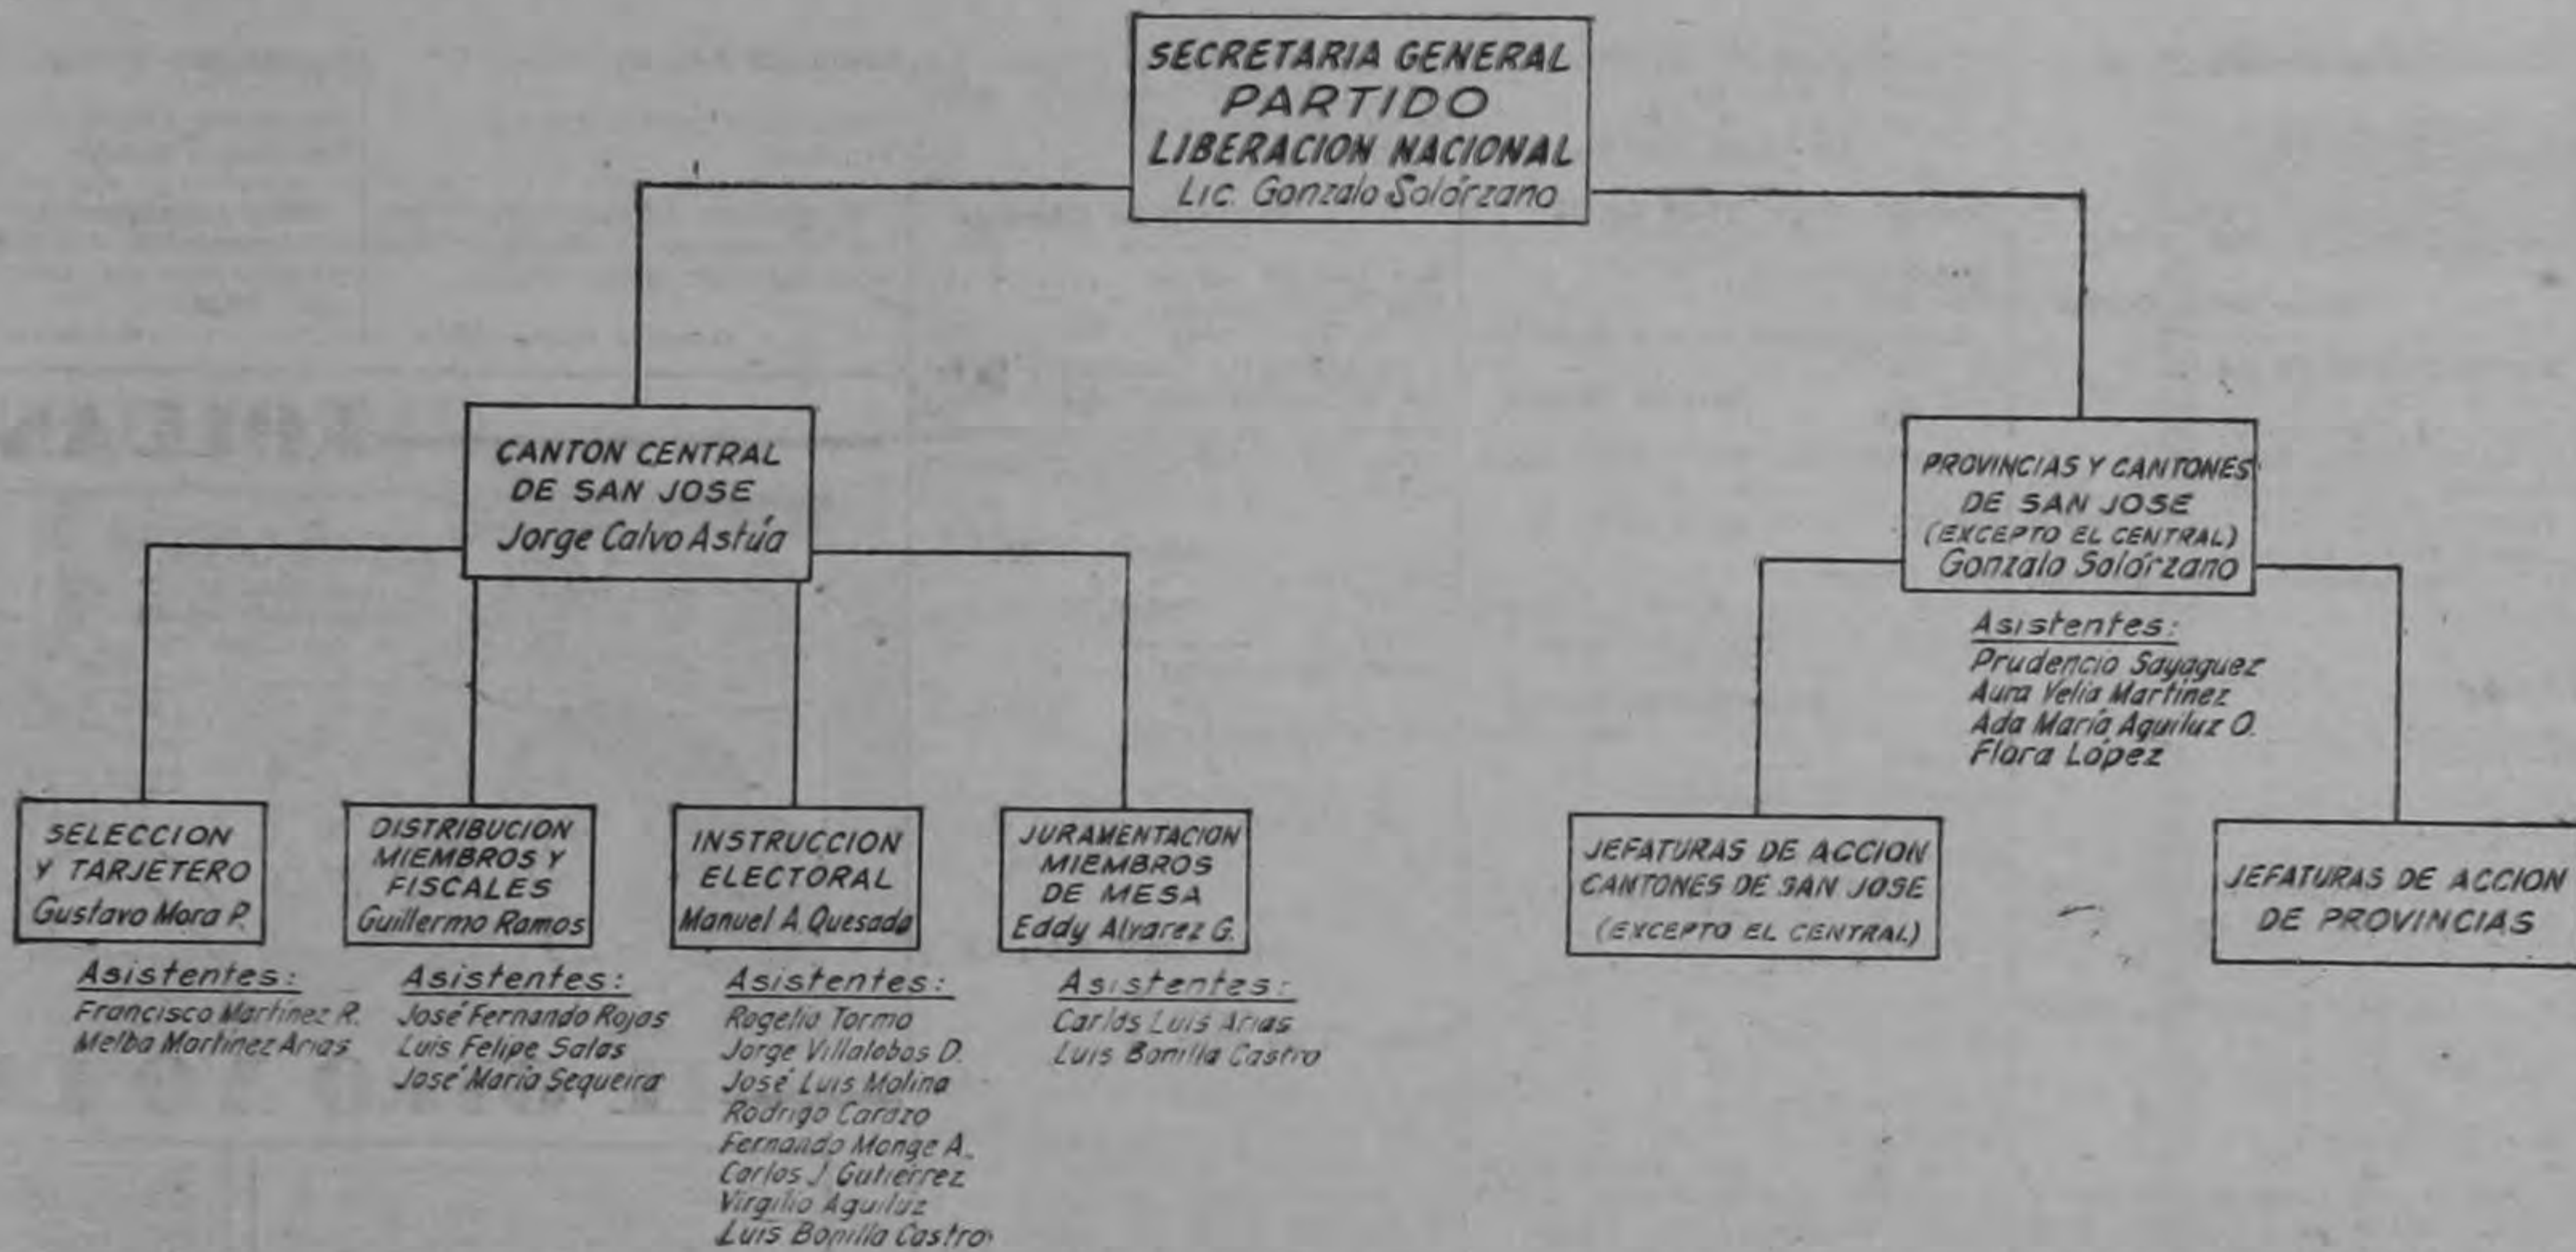 SECRETARIA GENERAL
PARTIDO
LIBERACION NACIONAL
Lic. Gonzalo Solórzano
CANTON CENTRAL
DE SAN JOSE
Jorge Calvo Astúa
PROVINCIAS Y CANTONES
DE SAN JOSE
(EXCEPTO EL CENTRAL)
Gonzalo Solórzano
Asistentes:
Prudencio Sayaguez
Aura Velia Martínez
Ada María Aguiluz O.
Flora López
SELECCION
Y TARJETERO
Gustavo Mora P.
Asistentes:
Francisco Martínez R.
Melba Martínez Arias
DISTRIBUCION
MIEMBROS Y
FISCALES
Guillermo Ramos
Asistentes:
José Fernando Rojas
Luis Felipe Salas
José María Sequeira
INSTRUCCION
ELECTORAL
Manuel A. Quesada
Asistentes:
Rogelio Tormo
Jorge Villalobos D.
José Luis Molina
Rodrigo Carazo
Fernando Monge A.
Carlos J. Gutiérrez
Virgilio Aguiluz
Luis Bonilla Castro
JURAMENTACION
MIEMBROS
DE MESA
Eddy Alvarez G.
Asistentes:
Carlos Luis Arias
Luis Bonilla Castro
JEFATURAS DE ACCION
CANTONES DE SAN JOSE
(EXCEPTO EL CENTRAL)
JEFATURAS DE ACCION
DE PROVINCIAS